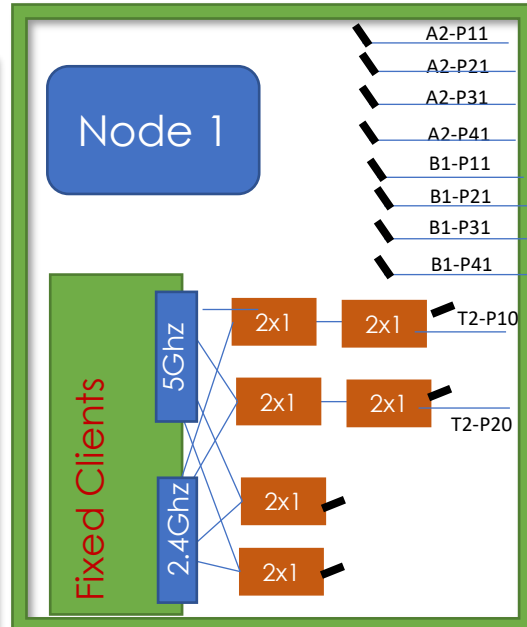 A2-P11
A2-P21
A2-P31
A2-P41
B1-P11
B1-P21
B1-P31
B1-P41
Node 1
Fixed Clients
5Ghz
2.4Ghz
2x1
2x1
T2-P10
2x1
2x1
T2-P20
2x1
2x1